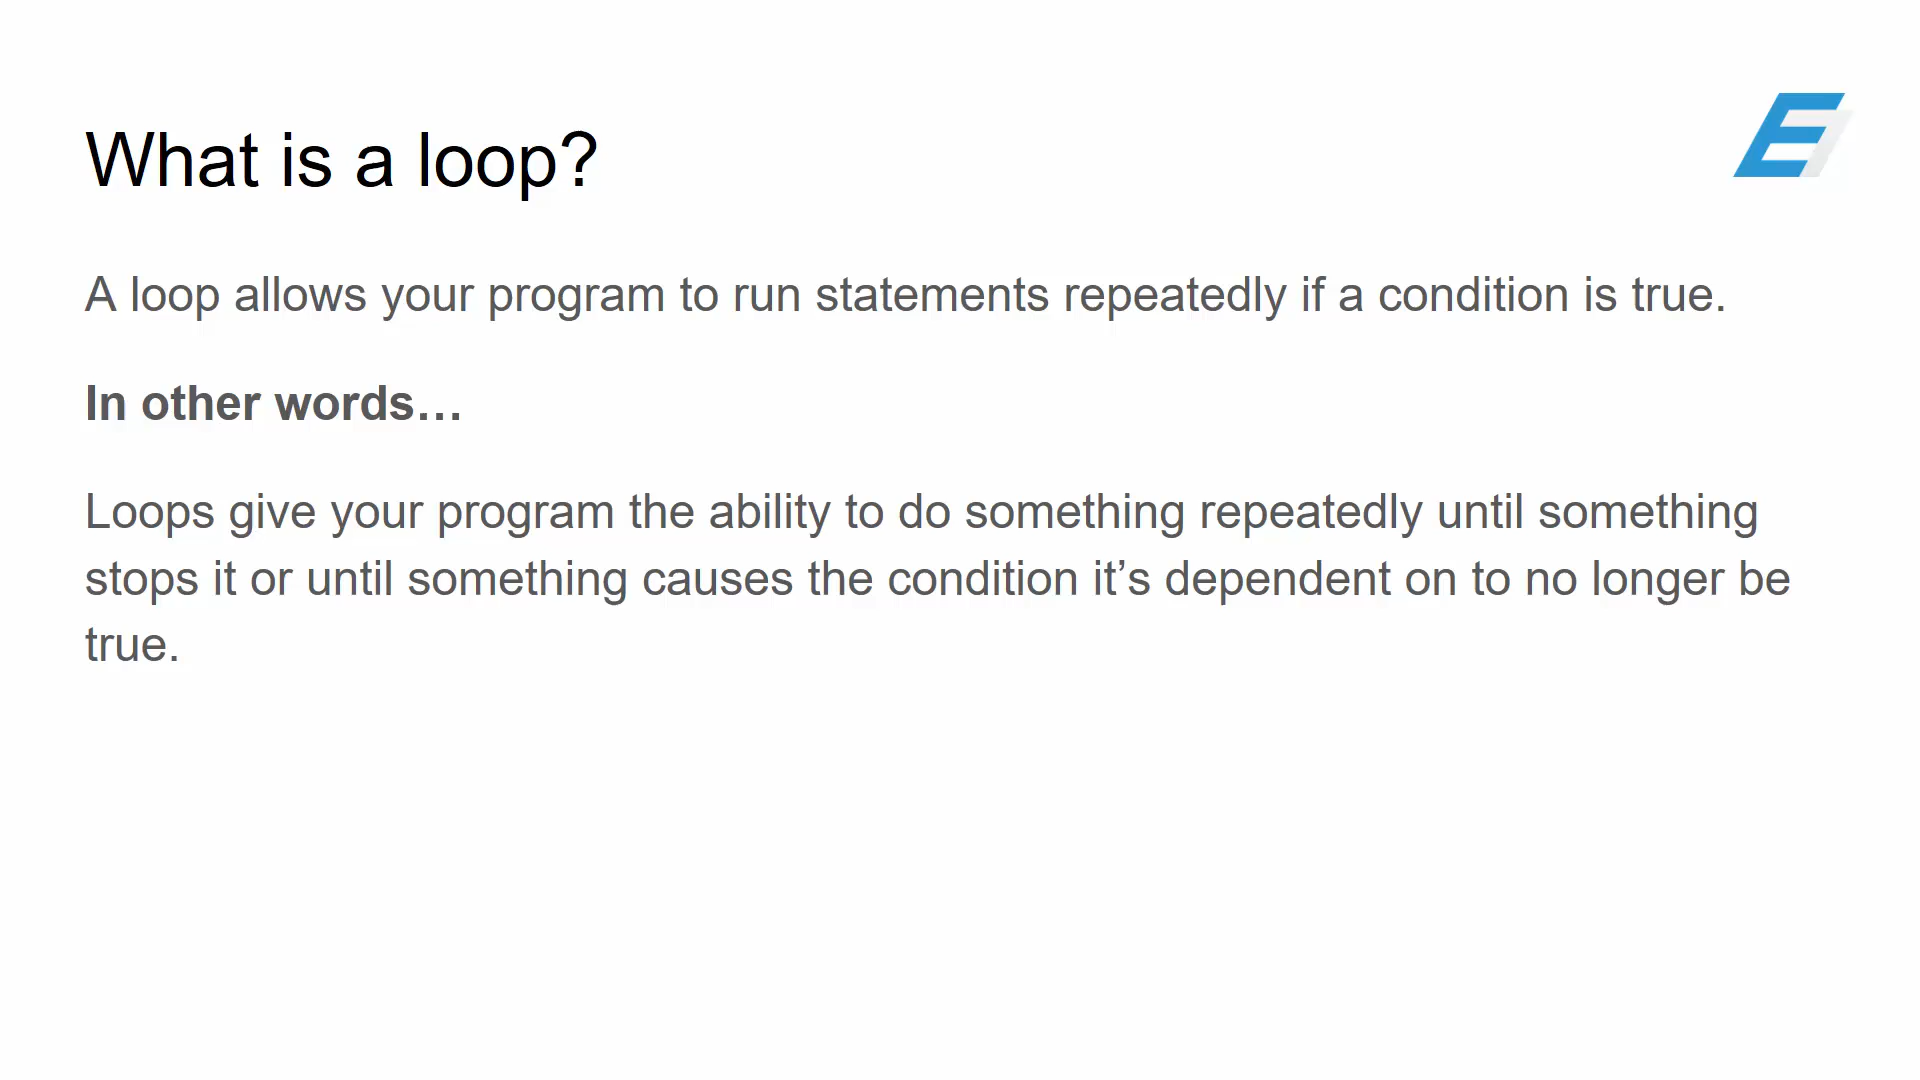 What is a loop?
A loop allows your program to run statements repeatedly if a condition is true.
In other words…
Loops give your program the ability to do something repeatedly until something
stops it or until something causes the condition it’s dependent on to no longer be
true.